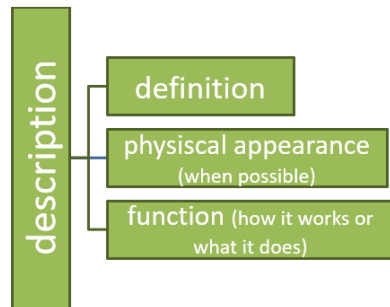 description
definition
physiscal appearance
(when possible)
function (how it works or
what it does)